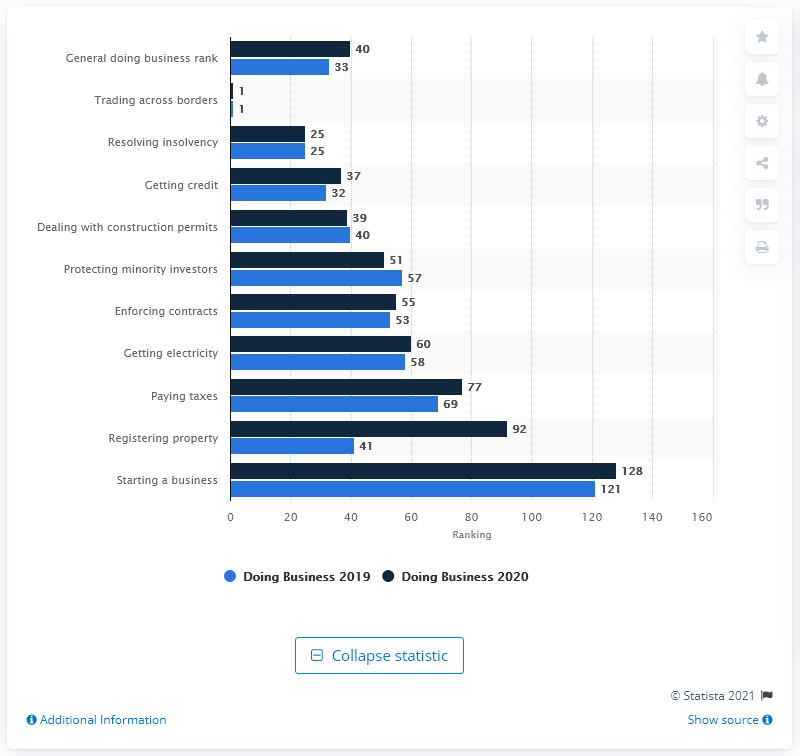 General doing business rank 40
33
Trading across borders 1
1
Resolving insolvency 25
25
Getting credit 37
32
Dealing with construction permits 39
40
Protecting minority investors 51
57
Enforcing contracts 55
53
Getting electricity 60
58
Paying taxes 77
69
Registering property 92
41
Starting a business 128
121
0 20 40 60 80 100 120 140 160
Ranking
Doing Business 2019 Doing Business 2020
Collapse statistic
© Statista 2021
Additional Information Show source